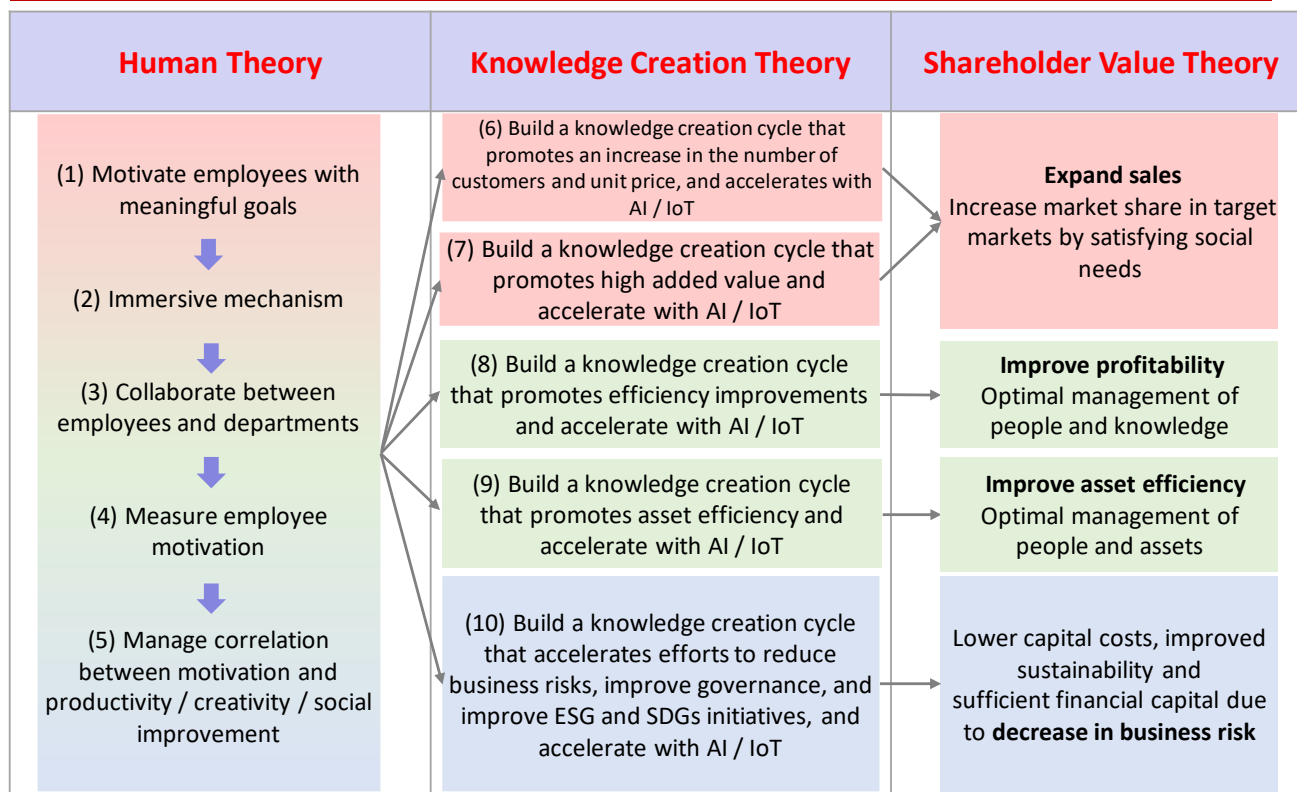 Human Theory
Knowledge Creation Theory
Shareholder Value Theory
(1) Motivate employees with
meaningful goals
(2) Immersive mechanism
(3) Collaborate between
employees and departments
(4) Measure employee
motivation
(5) Manage correlation
between motivation and
productivity / creativity / social
improvement
(6) Build a knowledge creation cycle that
promotes an increase in the number of
customers and unit price, and accelerates with
AI / IoT
(7) Build a knowledge creation cycle that
promotes high added value and
accelerate with AI / IoT
(8) Build a knowledge creation cycle
that promotes efficiency improvements
and accelerate with AI / IoT
(9) Build a knowledge creation cycle
that promotes asset efficiency and
accelerate with AI / IoT
(10) Build a knowledge creation cycle
that accelerates efforts to reduce
business risks, improve governance, and
improve ESG and SDGs initiatives, and
accelerate with AI / IoT
Expand sales
Increase market share in target
markets by satisfying social
needs
Improve profitability
Optimal management of
people and knowledge
Improve asset efficiency
Optimal management of
people and assets
Lower capital costs, improved
sustainability and
sufficient financial capital due
to decrease in business risk